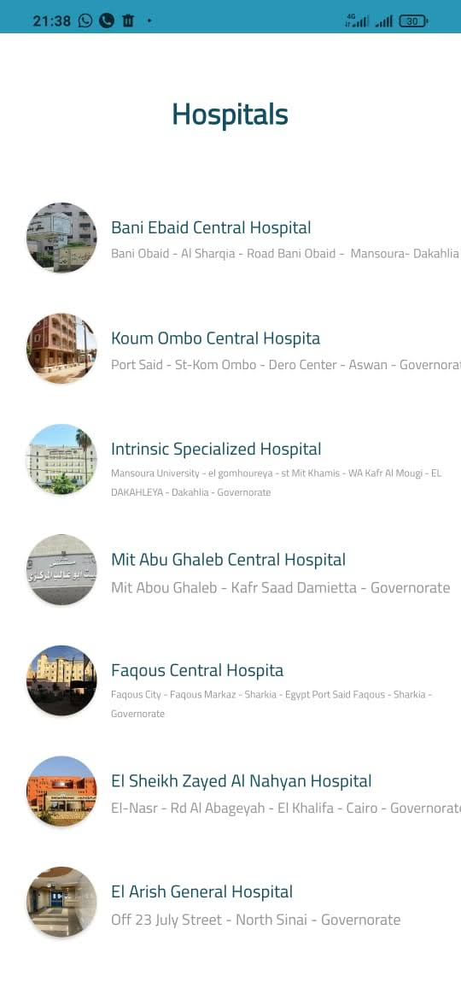 21:38
4G
30
Hospitals
Bani Ebaid Central Hospital
Bani Obaid - Al Sharqia - Road Bani Obaid - Mansoura- Dakahlia
Koum Ombo Central Hospita
Port Said - St-Kom Ombo - Dero Center - Aswan - Governorat
Intrinsic Specialized Hospital
Mansoura University - el gomhoureya - st Mit Khamis - WA Kafr Al Mougi - EL
DAKAHLEYA - Dakahlia - Governorate
Mit Abu Ghaleb Central Hospital
Mit Abou Ghaleb - Kafr Saad Damietta - Governorate
مستشفى
ميت ابو غالب المركزى
Faqous Central Hospita
Faqous City - Faqous Markaz - Sharkia - Egypt Port Said Faqous - Sharkia -
Governorate
El Sheikh Zayed Al Nahyan Hospital
El-Nasr - Rd Al Abageyah - El Khalifa - Cairo - Governorate
El Arish General Hospital
Off 23 July Street - North Sinai - Governorate